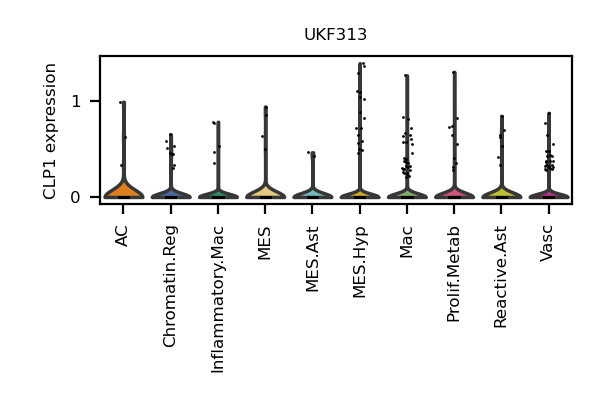 UKF313
CLP1 expression
1
0
AC
Chromatin.Reg
Inflammatory.Mac
MES
MES.Ast
MES.Hyp
Mac
Prolif.Metab
Reactive.Ast
Vasc